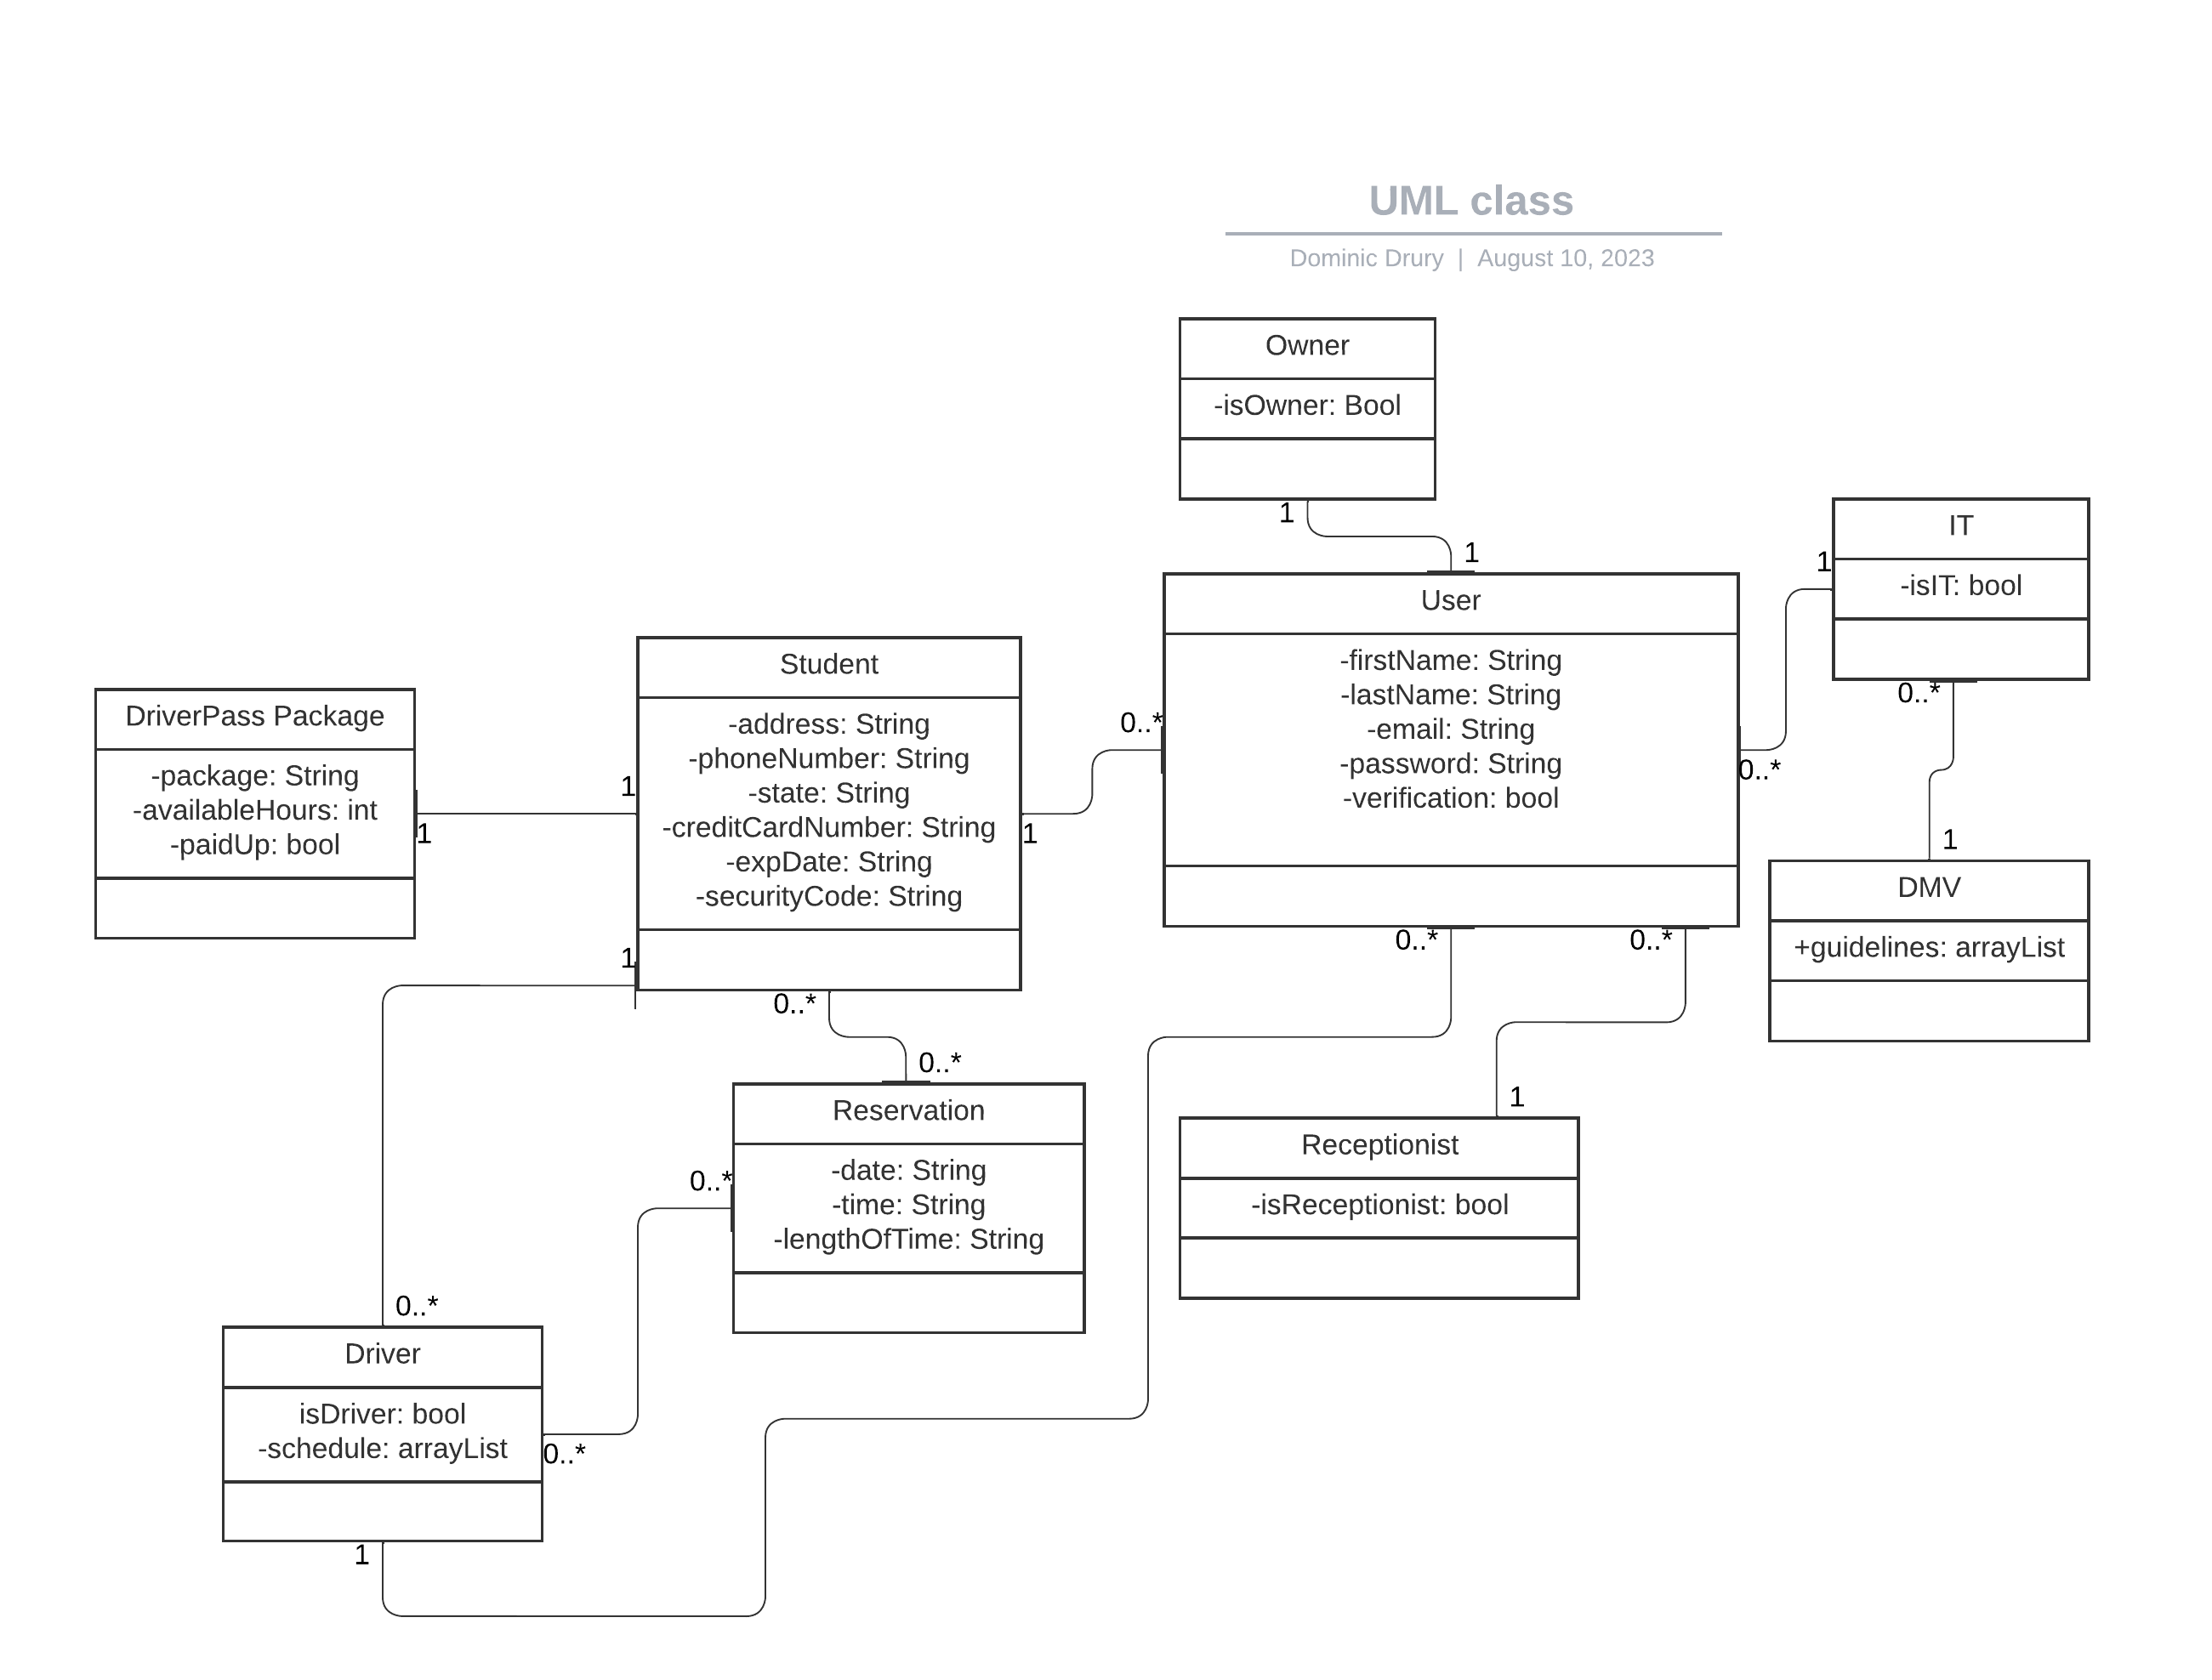 UML class
Dominic Drury | August 10, 2023
Owner
-isOwner: Bool
1
1
IT
-isIT: bool
1
0..*
User
-firstName: String
-lastName: String
-email: String
-password: String
-verification: bool
0..*
0..*
0..*
0..*
Student
-address: String
-phoneNumber: String
-state: String
-creditCardNumber: String
-expDate: String
-securityCode: String
1
1
1
0..*
DriverPass Package
-package: String
-availableHours: int
-paidUp: bool
1
1
DMV
+guidelines: arrayList
0..*
Reservation
-date: String
-time: String
-lengthOfTime: String
0..*
1
Receptionist
-isReceptionist: bool
0..*
Driver
isDriver: bool
-schedule: arrayList
0..*
1